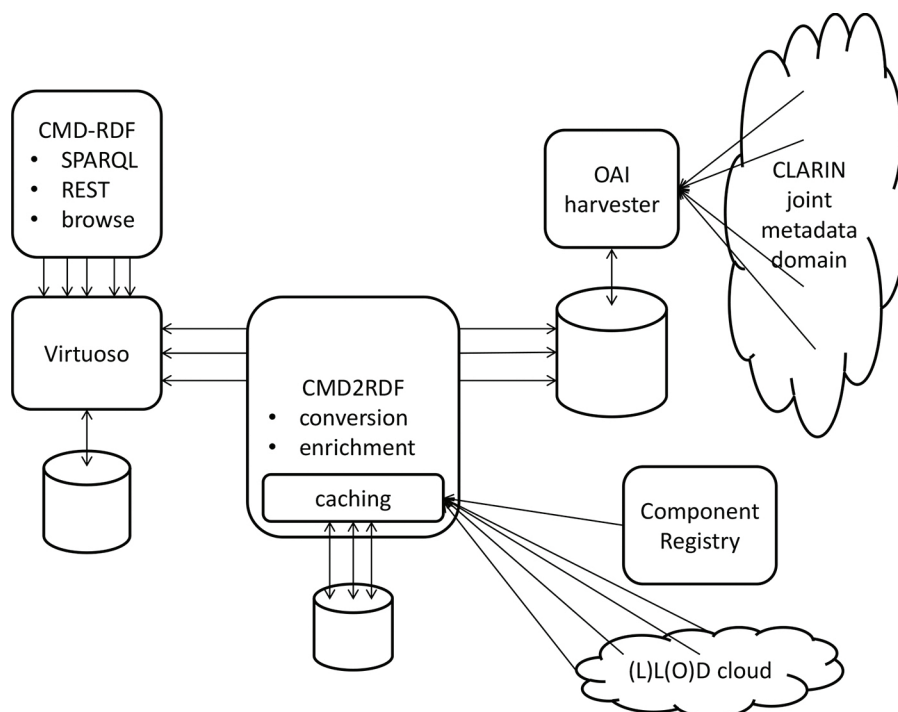 CMD-RDF
• SPARQL
• REST
• browse
Virtuoso
CMD2RDF
• conversion
• enrichment
caching
OAI
harvester
CLARIN
joint
metadata
domain
Component
Registry
(L)L(O)D cloud